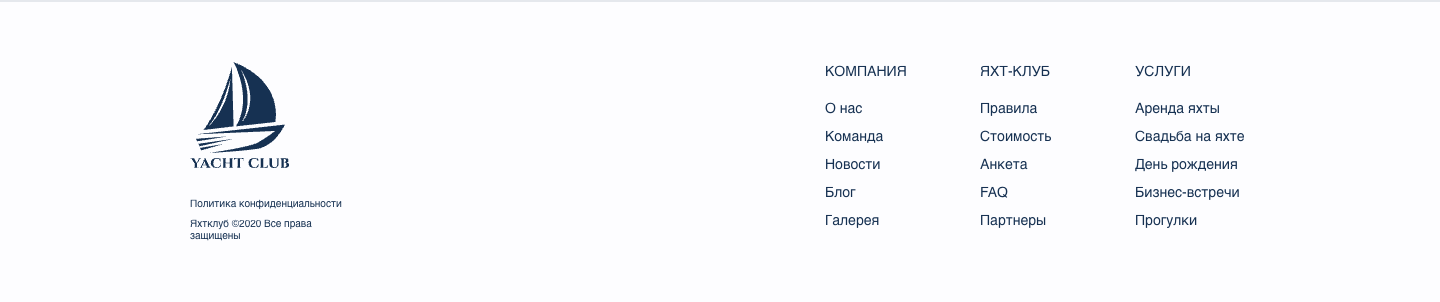 YACHT CLUB
Политика конфиденциальности
Яхтклуб ©2020 Все права
защищены
КОМПАНИЯ
О нас
Команда
Новости
Блог
Галерея
ЯХТ-КЛУБ
Правила
Стоимость
Анкета
FAQ
Партнеры
УСЛУГИ
Аренда яхты
Свадьба на яхте
День рождения
Бизнес-встречи
Прогулки